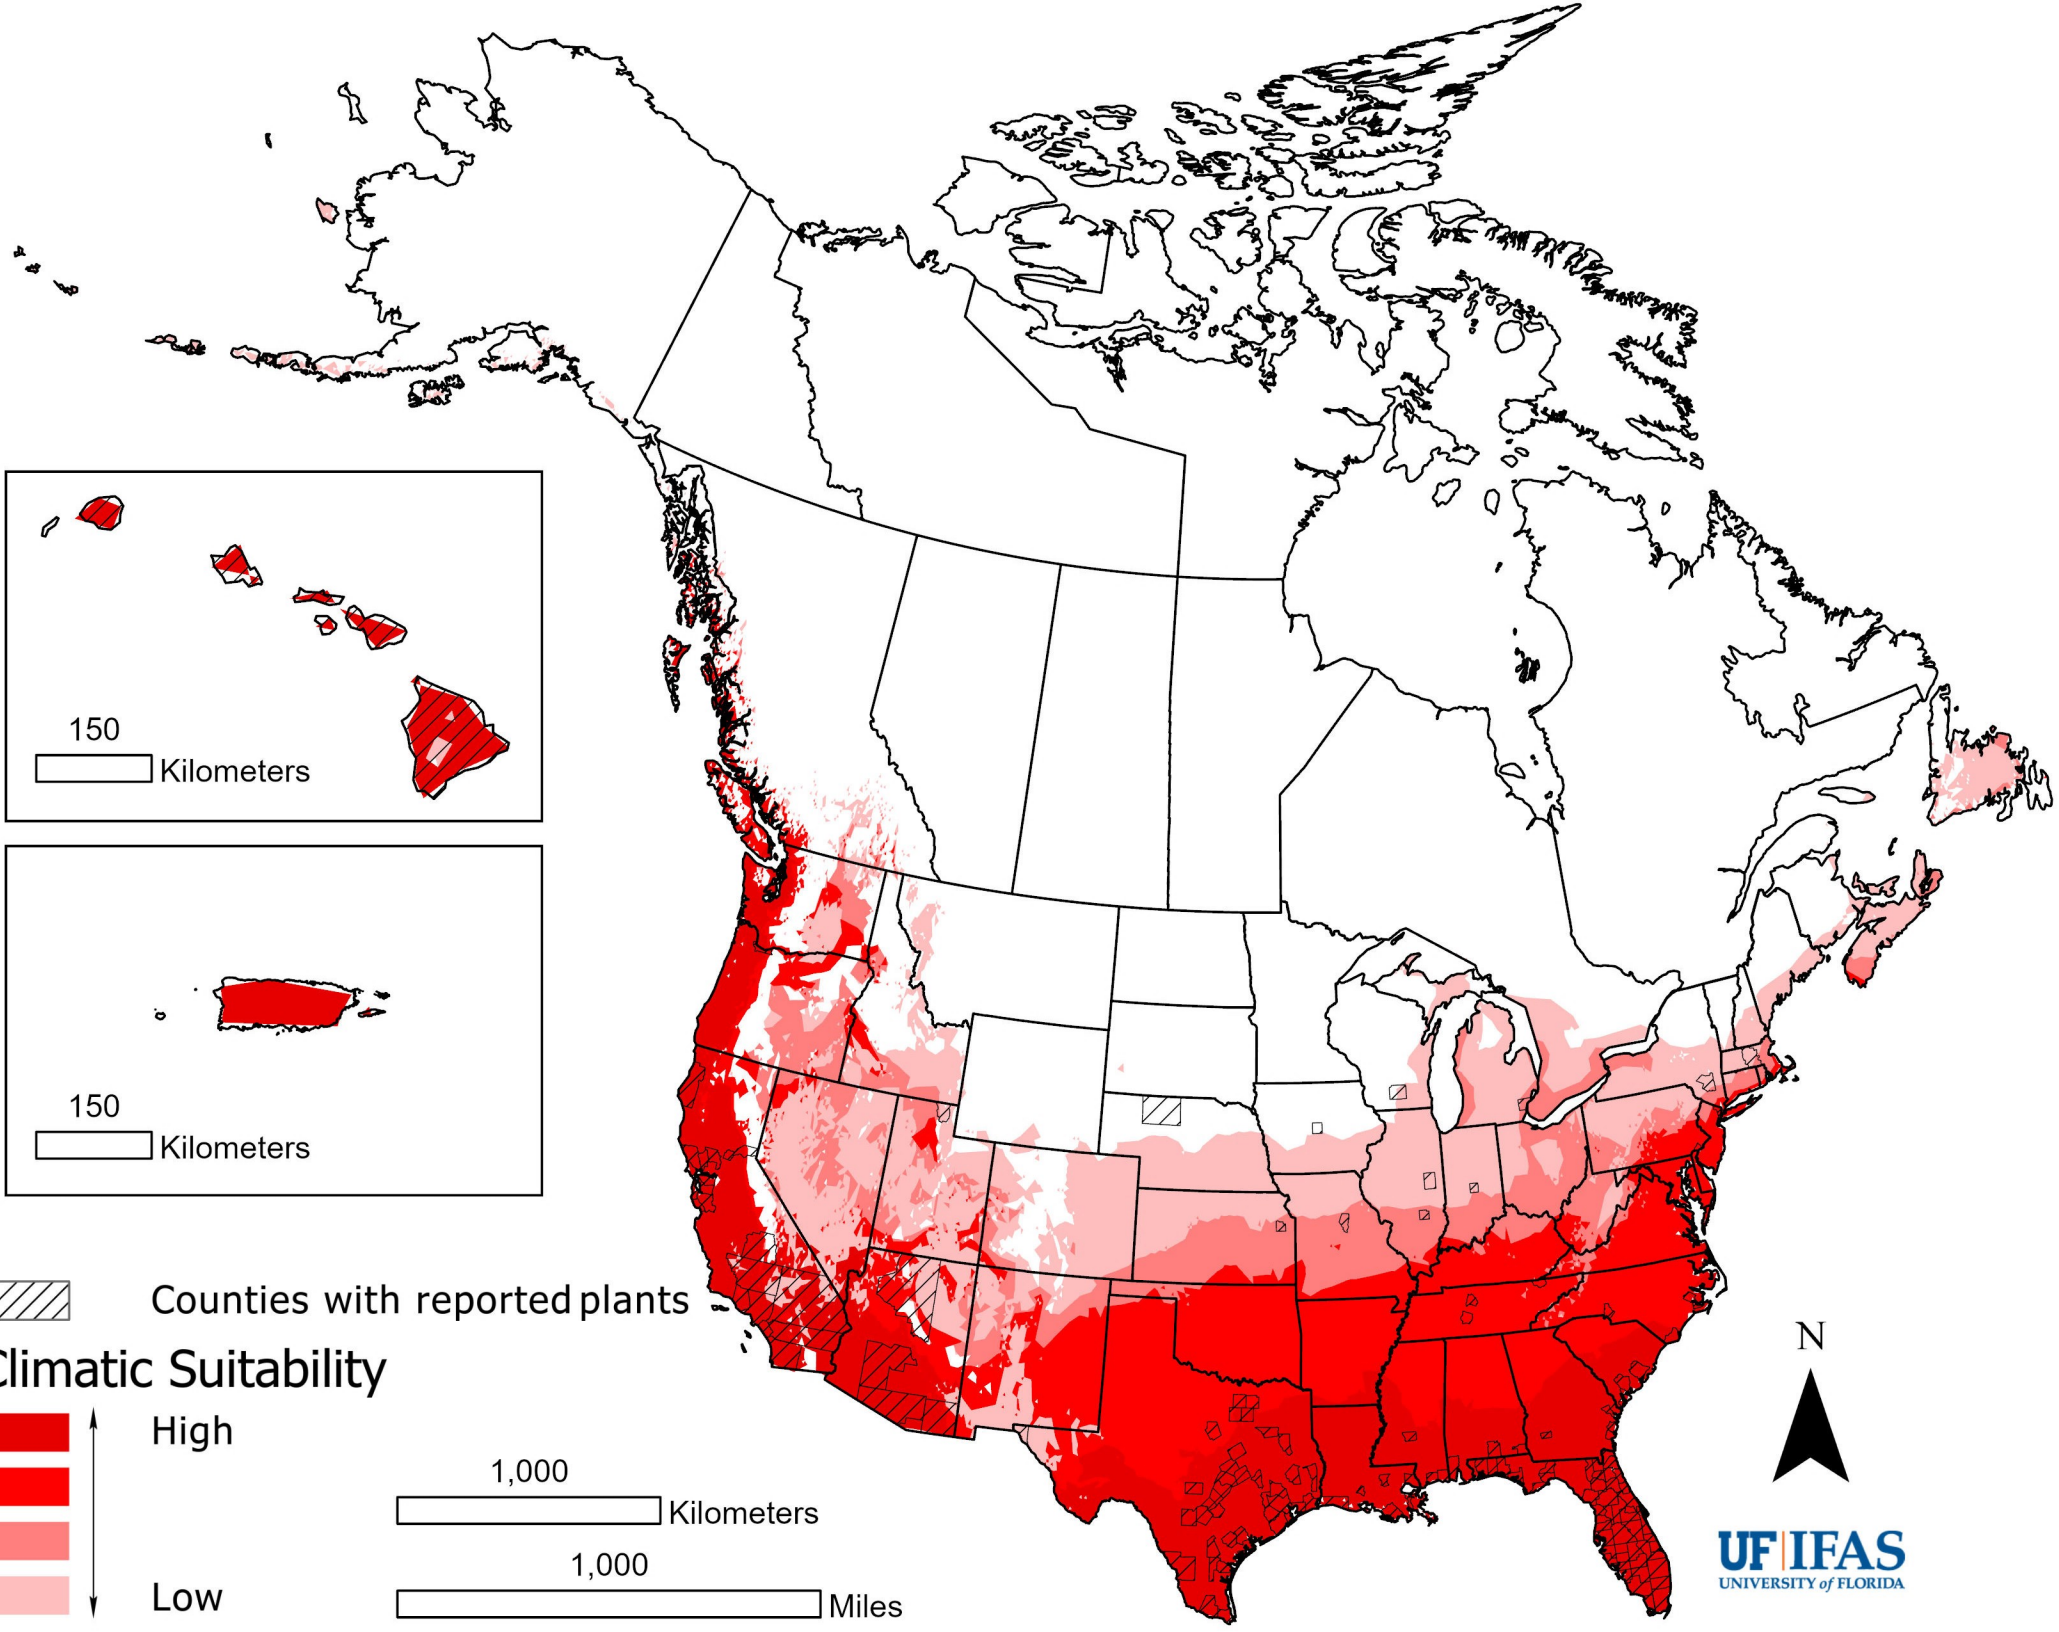 150
Kilometers
150
Kilometers
Counties with reported plants
Climatic Suitability
High
Low
1,000
Kilometers
1,000
Miles
N
UF|IFAS
UNIVERSITY of FLORIDA